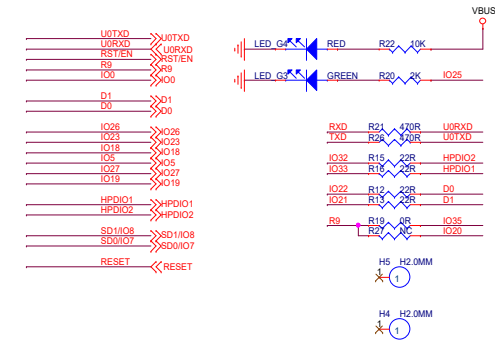 VBUS
U0TXD U0TXD
U0RXD U0RXD
RST/EN RST/EN
R9 R9
IO0 IO0
D1 D1
D0 D0
IO26 IO26
IO23 IO23
IO18 IO18
IO5 IO5
IO27 IO27
IO19 IO19
HPDIO1 HPDIO1
HPDIO2 HPDIO2
SD1/IO8 SD1/IO8
SD0/IO7 SD0/IO7
RESET RESET
LED_G4 RED R22 10K
LED_G3 GREEN R20 2K IO25
RXD R21 470R U0RXD
TXD R26 470R U0TXD
IO32 R15 22R HPDIO2
IO33 R16 22R HPDIO1
IO22 R12 22R D0
IO21 R13 22R D1
R9 R19 0R IO35
R27 NC IO20
H5 H2.0MM
1 1
H4 H2.0MM
1 1